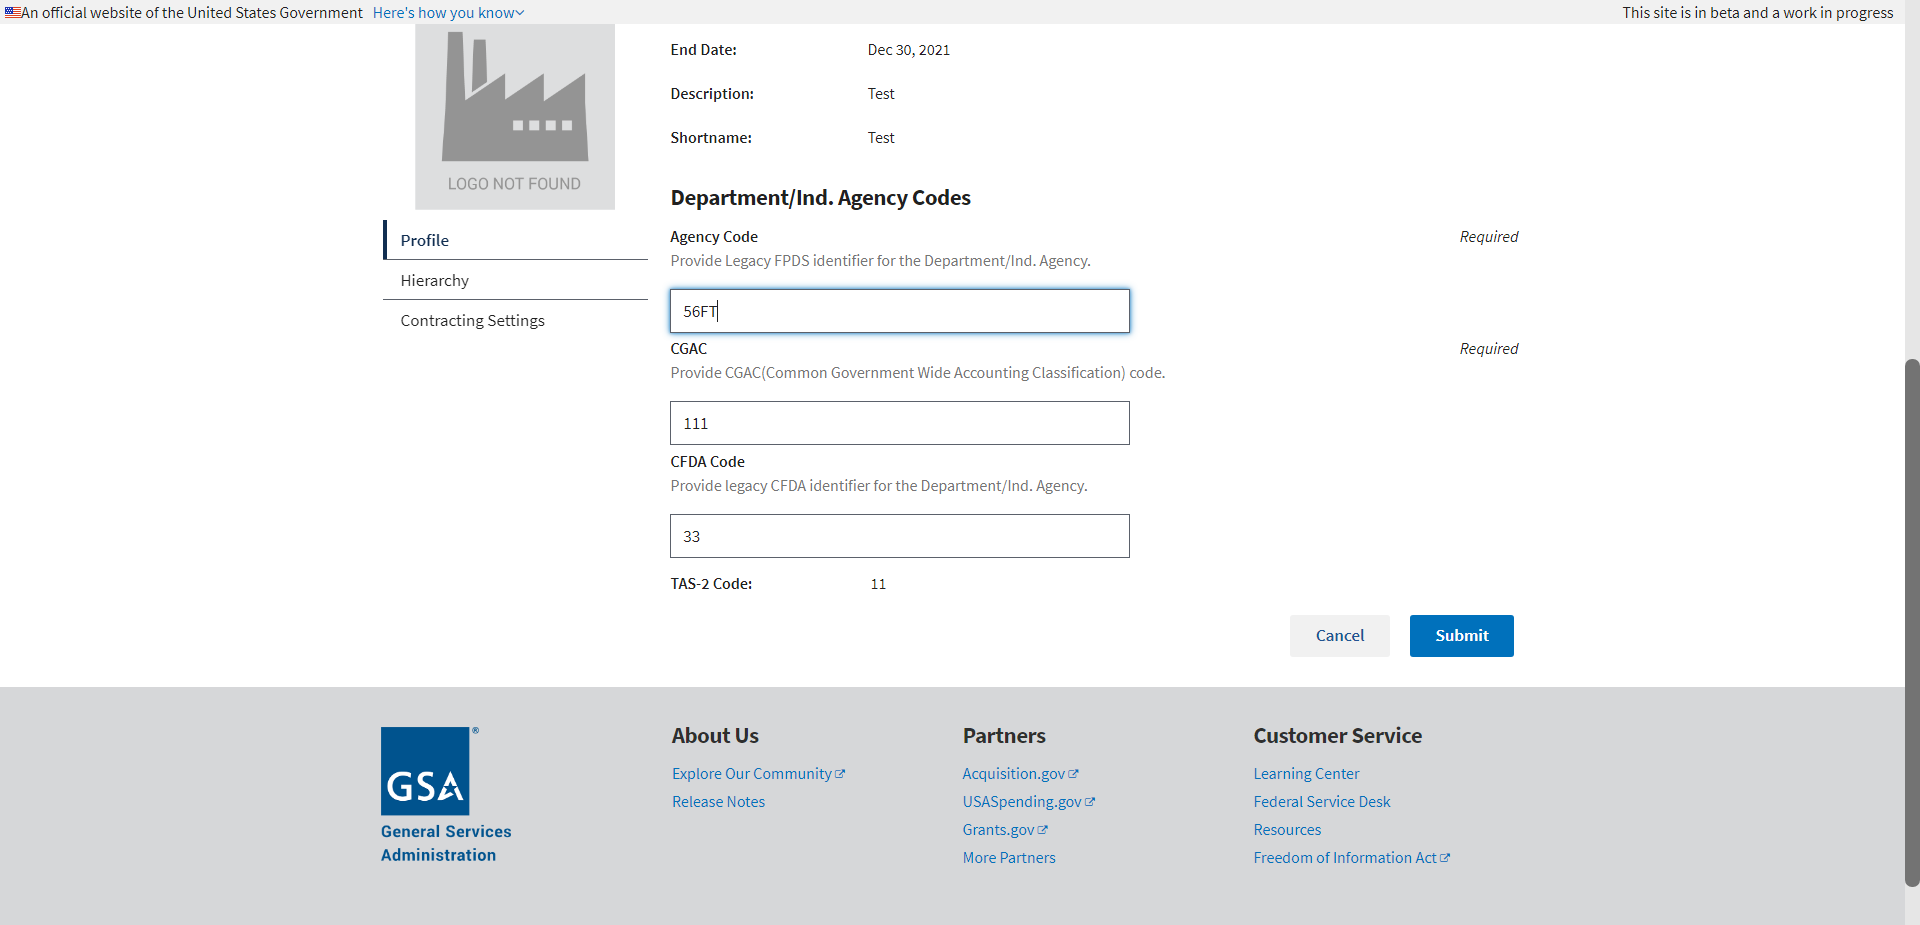 An official website of the United States Government Here's how you know
This site is in beta and a work in progress
End Date: Dec 30, 2021
Description: Test
Shortname: Test
LOGO NOT FOUND
Profile
Hierarchy
Contracting Settings
Department/Ind. Agency Codes
Agency Code Required
Provide Legacy FPDS identifier for the Department/Ind. Agency.
56FT
CGAC Required
Provide CGAC(Common Government Wide Accounting Classification) code.
111
CFDA Code
Provide legacy CFDA identifier for the Department/Ind. Agency.
33
TAS-2 Code: 11
Cancel Submit
GSA®
General Services
Administration
About Us
Explore Our Community
Release Notes
Partners
Acquisition.gov
USASpending.gov
Grants.gov
More Partners
Customer Service
Learning Center
Federal Service Desk
Resources
Freedom of Information Act